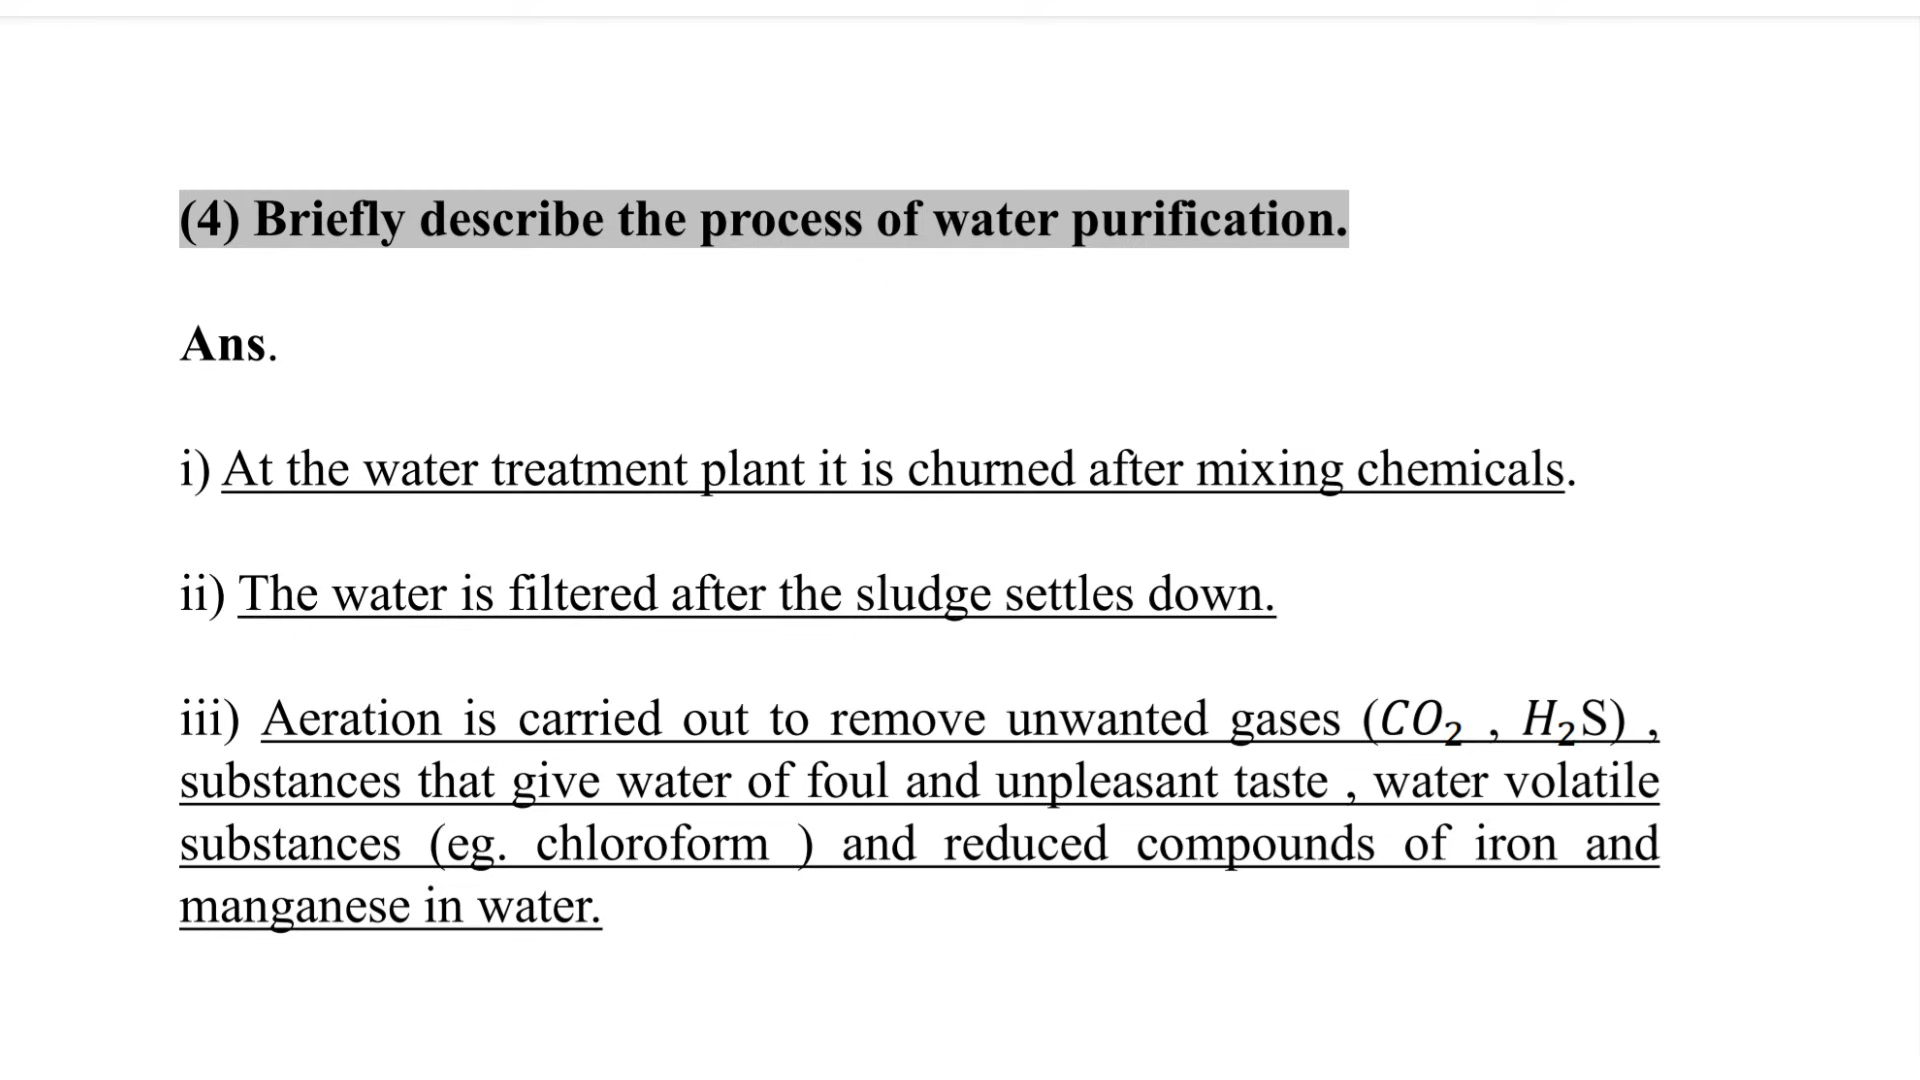 (4) Briefly describe the process of water purification.
Ans.
i) At the water treatment plant it is churned after mixing chemicals.
ii) The water is filtered after the sludge settles down.
iii) Aeration is carried out to remove unwanted gases (CO₂ , H₂S) ,
substances that give water of foul and unpleasant taste , water volatile
substances (eg. chloroform ) and reduced compounds of iron and
manganese in water.